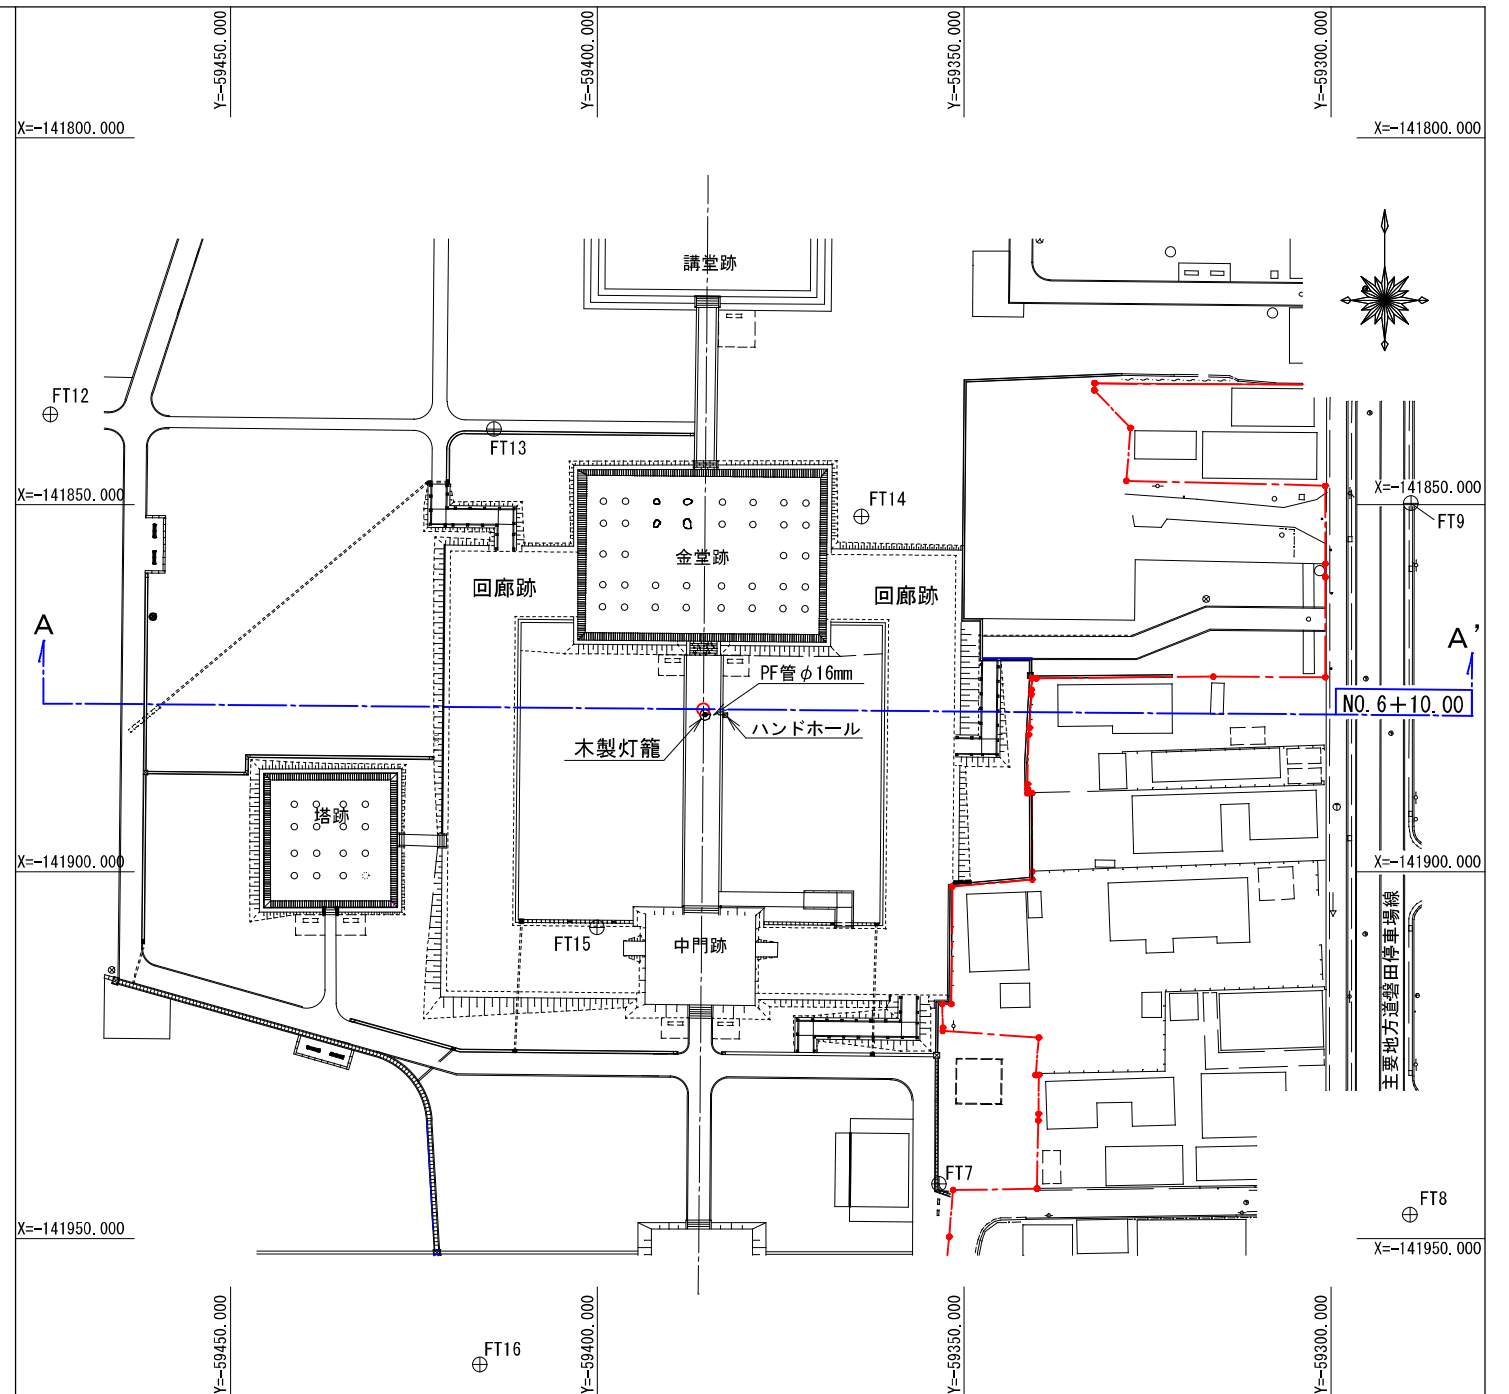 Y=-59450.000
Y=-59400.000
Y=-59350.000
Y=-59300.000
X=-141800.000
X=-141800.000
講堂跡
FT12
FT13
X=-141850.000
FT14
X=-141850.000
FT9
金堂跡
回廊跡
回廊跡
A
A'
PF管φ16mm
NO.6+10.00
ハンドホール
木製灯籠
塔跡
X=-141900.000
X=-141900.000
FT15
中門跡
主要地方道磐田停車場線
FT7
FT8
X=-141950.000
X=-141950.000
FT16
Y=-59450.000
Y=-59400.000
Y=-59350.000
Y=-59300.000